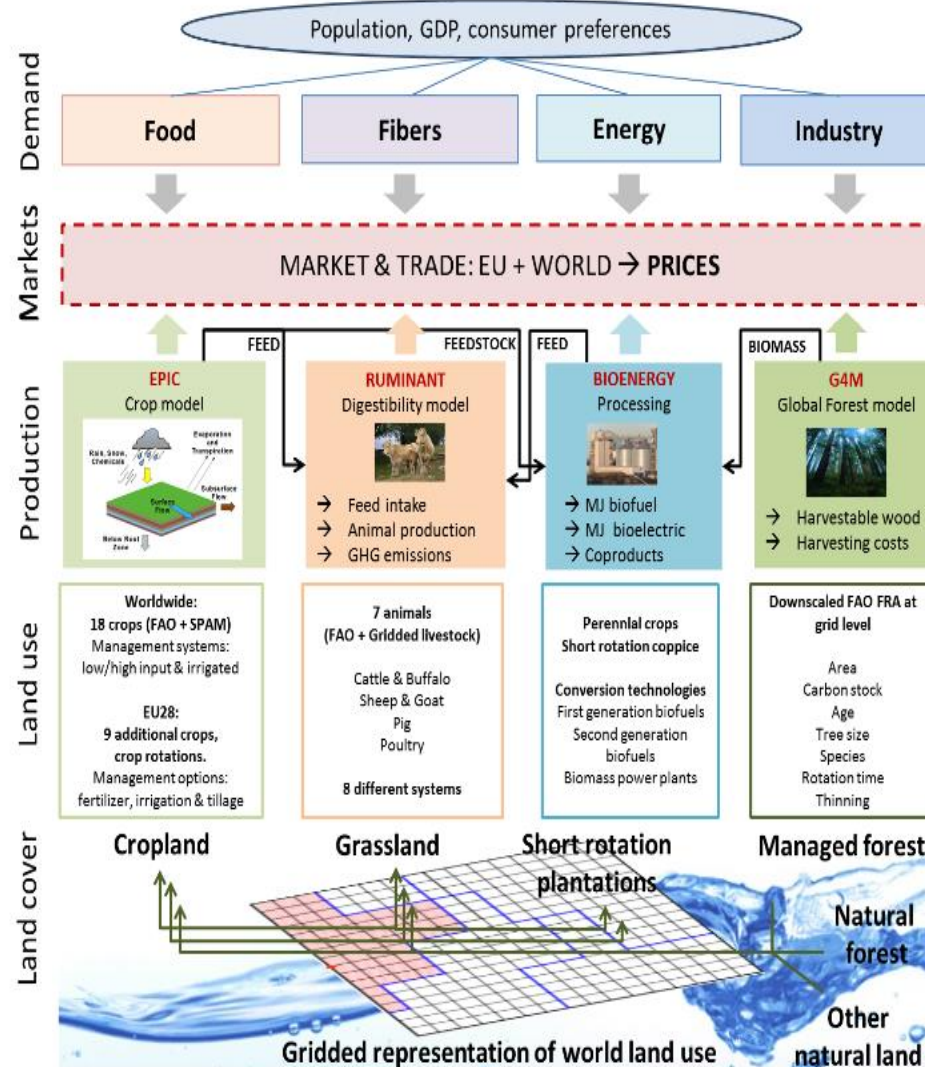 Population, GDP, consumer preferences
Demand
Food
Fibers
Energy
Industry
Markets
MARKET & TRADE: EU + WORLD → PRICES
Production
FEED
FEEDSTOCK
FEED
BIOMASS
EPIC
Crop model
Rain, Snow,
Chemicals
Evaporation
and
Transpiration
Subsurface
Flow
Surface
Flow
Below Root
Zone
RUMINANT
Digestibility model
→ Feed intake
→ Animal production
→ GHG emissions
BIOENERGY
Processing
→ MJ biofuel
→ MJ bioelectric
→ Coproducts
G4M
Global Forest model
→ Harvestable wood
→ Harvesting costs
Land use
Worldwide:
18 crops (FAO + SPAM)
Management systems:
low/high input & irrigated
EU28:
9 additional crops,
crop rotations.
Management options:
fertilizer, irrigation & tillage
7 animals
(FAO + Gridded livestock)
Cattle & Buffalo
Sheep & Goat
Pig
Poultry
8 different systems
Perennial crops
Short rotation coppice
Conversion technologies
First generation biofuels
Second generation
biofuels
Biomass power plants
Downscaled FAO FRA at
grid level
Area
Carbon stock
Age
Tree size
Species
Rotation time
Thinning
Land cover
Cropland
Grassland
Short rotation
plantations
Managed forest
Natural
forest
Other
natural land
Gridded representation of world land use